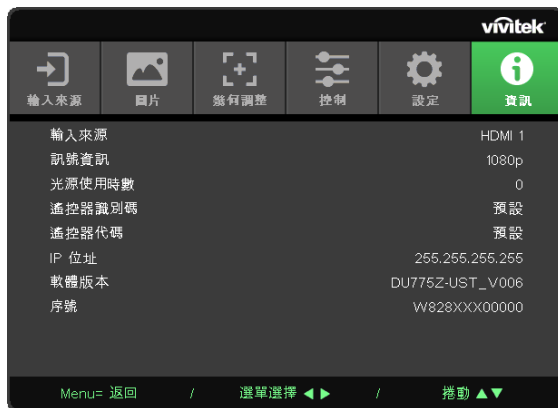 vivitek
輸入來源 圖片 幾何調整 控制 設定 資訊
輸入來源 HDMI 1
訊號資訊 1080p
光源使用時數 0
遙控器識別碼 預設
遙控器代碼 預設
IP 位址 255.255.255.255
軟體版本 DU775Z-UST_V006
序號 W828XXX00000
Menu= 返回 / 選單選擇 ◀ ▶ / 捲動 ▲▼